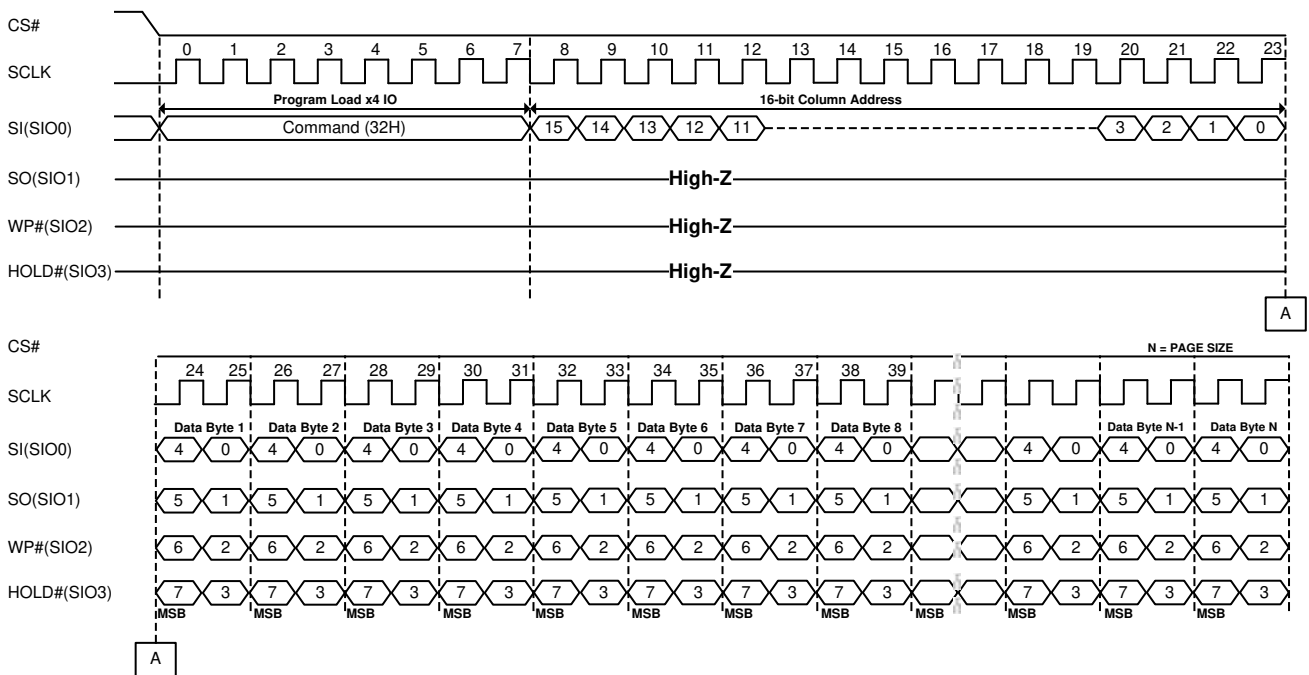 CS#
0 1 2 3 4 5 6 7 8 9 10 11 12 13 14 15 16 17 18 19 20 21 22 23
SCLK
Program Load x4 IO 16-bit Column Address
SI(SIO0) Command (32H) 15 14 13 12 11 3 2 1 0
SO(SIO1) High-Z
WP#(SIO2) High-Z
HOLD#(SIO3) High-Z
A
CS#
N = PAGE SIZE
24 25 26 27 28 29 30 31 32 33 34 35 36 37 38 39
SCLK
Data Byte 1 Data Byte 2 Data Byte 3 Data Byte 4 Data Byte 5 Data Byte 6 Data Byte 7 Data Byte 8 Data Byte N-1 Data Byte N
SI(SIO0) 4 0 4 0 4 0 4 0 4 0 4 0 4 0 4 0 4 0 4 0 4 0
SO(SIO1) 5 1 5 1 5 1 5 1 5 1 5 1 5 1 5 1 5 1 5 1 5 1
WP#(SIO2) 6 2 6 2 6 2 6 2 6 2 6 2 6 2 6 2 6 2 6 2 6 2
HOLD#(SIO3) 7 3 7 3 7 3 7 3 7 3 7 3 7 3 7 3 7 3 7 3 7 3
MSB MSB MSB MSB MSB MSB MSB MSB MSB MSB MSB MSB
A